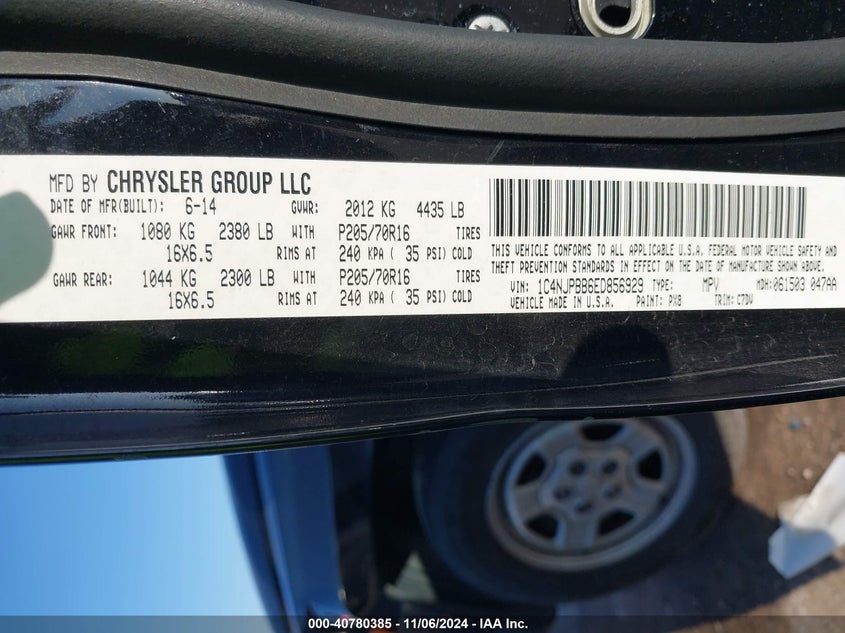 MFD BY CHRYSLER GROUP LLC
DATE OF MFR(BUILT): 6-14 GVWR: 2012 KG 4435 LB
GAWR FRONT: 1080 KG 2380 LB WITH P205/70R16 TIRES
16X6.5 RIMS AT 240 KPA ( 35 PSI) COLD
GAWR REAR: 1044 KG 2300 LB WITH P205/70R16 TIRES
16X6.5 RIMS AT 240 KPA ( 35 PSI) COLD
THIS VEHICLE CONFORMS TO ALL APPLICABLE U.S.A. FEDERAL MOTOR VEHICLE SAFETY AND
THEFT PREVENTION STANDARDS IN EFFECT ON THE DATE OF MANUFACTURE SHOWN ABOVE.
VIN: 1C4NJPBB6ED856929 TYPE: MPV MDH: 061503 047AA
VEHICLE MADE IN U.S.A. PAINT: PX8 TRIM: C7DV
000-40780385 - 11/06/2024 - IAA Inc.